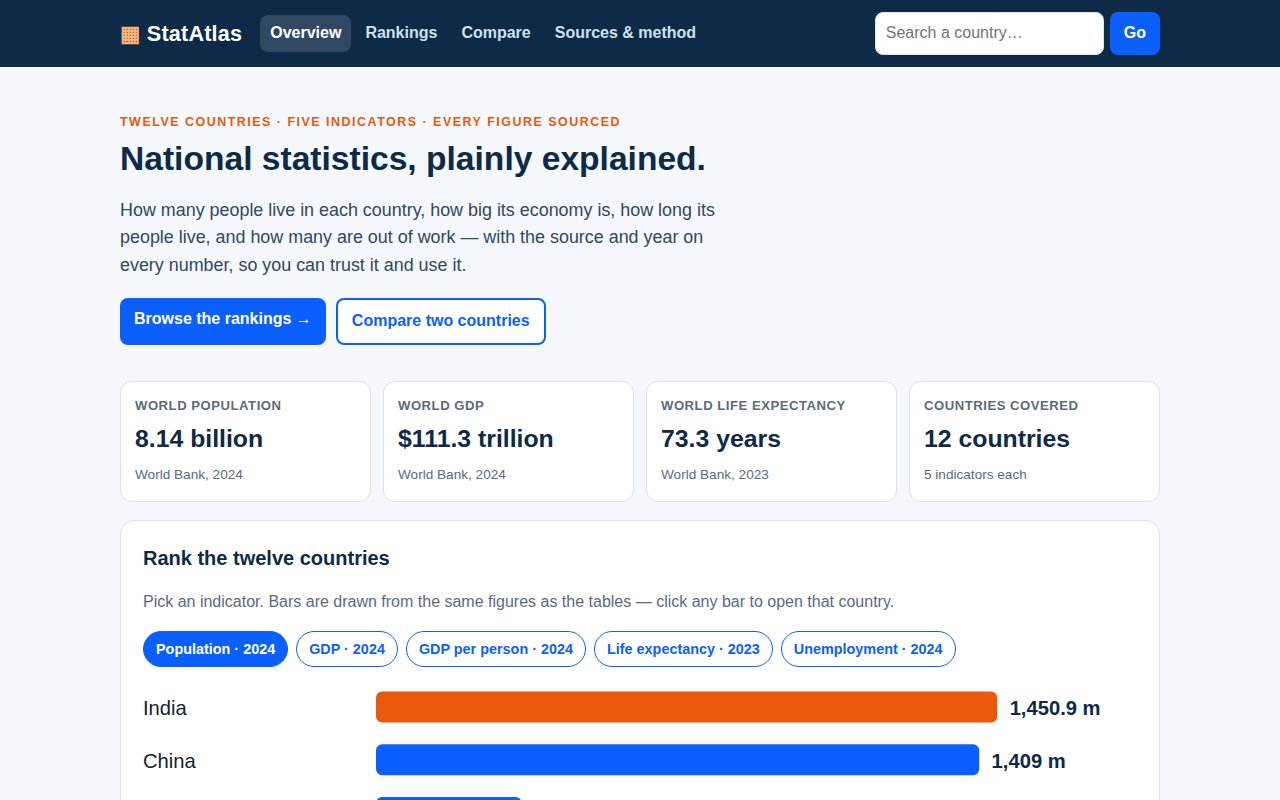 StatAtlas Overview Rankings Compare Sources & method Search a country… Go
TWELVE COUNTRIES · FIVE INDICATORS · EVERY FIGURE SOURCED
National statistics, plainly explained.
How many people live in each country, how big its economy is, how long its
people live, and how many are out of work — with the source and year on
every number, so you can trust it and use it.
Browse the rankings → Compare two countries
WORLD POPULATION
8.14 billion
World Bank, 2024
WORLD GDP
$111.3 trillion
World Bank, 2024
WORLD LIFE EXPECTANCY
73.3 years
World Bank, 2023
COUNTRIES COVERED
12 countries
5 indicators each
Rank the twelve countries
Pick an indicator. Bars are drawn from the same figures as the tables — click any bar to open that country.
Population · 2024 GDP · 2024 GDP per person · 2024 Life expectancy · 2023 Unemployment · 2024
India 1,450.9 m
China 1,409 m